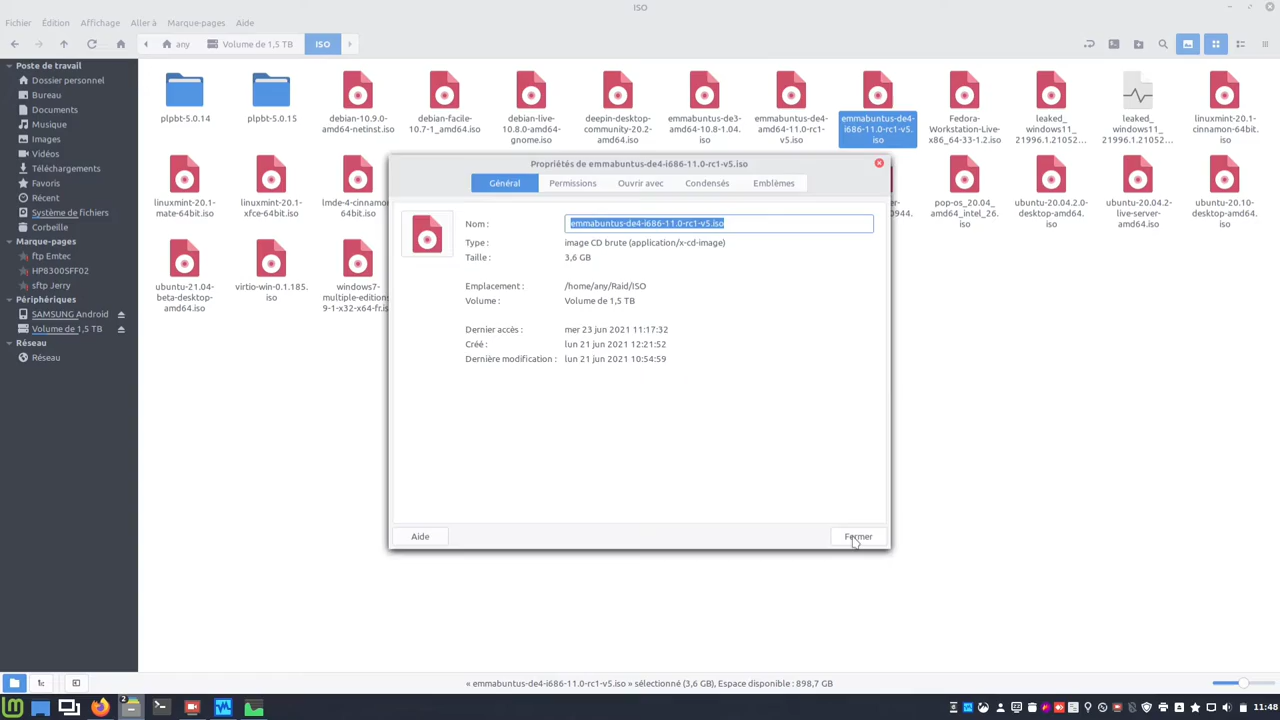 ISO
Fichier Édition Affichage Aller à Marque-pages Aide
any Volume de 1,5 TB ISO
Poste de travail
Dossier personnel
Bureau
Documents
Musique
Images
Vidéos
Téléchargements
Favoris
Récent
Système de fichiers
Corbeille
Marque-pages
ftp Emtec
HP8300SFF02
sftp Jerry
Périphériques
SAMSUNG Android
Volume de 1,5 TB
Réseau
Réseau
plpbt-5.0.14
plpbt-5.0.15
debian-10.9.0-
amd64-netinst.iso
debian-facile-
10.7-1_amd64.iso
debian-live-
10.8.0-amd64-
gnome.iso
deepin-desktop-
community-20.2-
amd64.iso
emmabuntus-de3-
amd64-10.8-1.04.
iso
emmabuntus-de4-
amd64-11.0-rc1-
v5.iso
emmabuntus-de4-
i686-11.0-rc1-v5.
iso
Fedora-
Workstation-Live-
x86_64-33-1.2.iso
leaked_
windows11_
21996.1.21052...
leaked_
windows11_
21996.1.21052...
linuxmint-20.1-
cinnamon-64bit.
iso
linuxmint-20.1-
mate-64bit.iso
linuxmint-20.1-
xfce-64bit.iso
lmde-4-cinnamo
64bit.iso
944.
pop-os_20.04_
amd64_intel_26.
iso
ubuntu-20.04.2.0-
desktop-amd64.
iso
ubuntu-20.04.2-
live-server-
amd64.iso
ubuntu-20.10-
desktop-amd64.
iso
ubuntu-21.04-
beta-desktop-
amd64.iso
virtio-win-0.1.185.
iso
windows7-
multiple-editions
9-1-x32-x64-fr.is
Propriétés de emmabuntus-de4-i686-11.0-rc1-v5.iso
Général Permissions Ouvrir avec Condensés Emblèmes
Nom : emmabuntus-de4-i686-11.0-rc1-v5.iso
Type : image CD brute (application/x-cd-image)
Taille : 3,6 GB
Emplacement : /home/any/Raid/ISO
Volume : Volume de 1,5 TB
Dernier accès : mer 23 jun 2021 11:17:32
Créé : lun 21 jun 2021 12:21:52
Dernière modification : lun 21 jun 2021 10:54:59
Aide Fermer
« emmabuntus-de4-i686-11.0-rc1-v5.iso » sélectionné (3,6 GB), Espace disponible : 898,7 GB
2
11:48